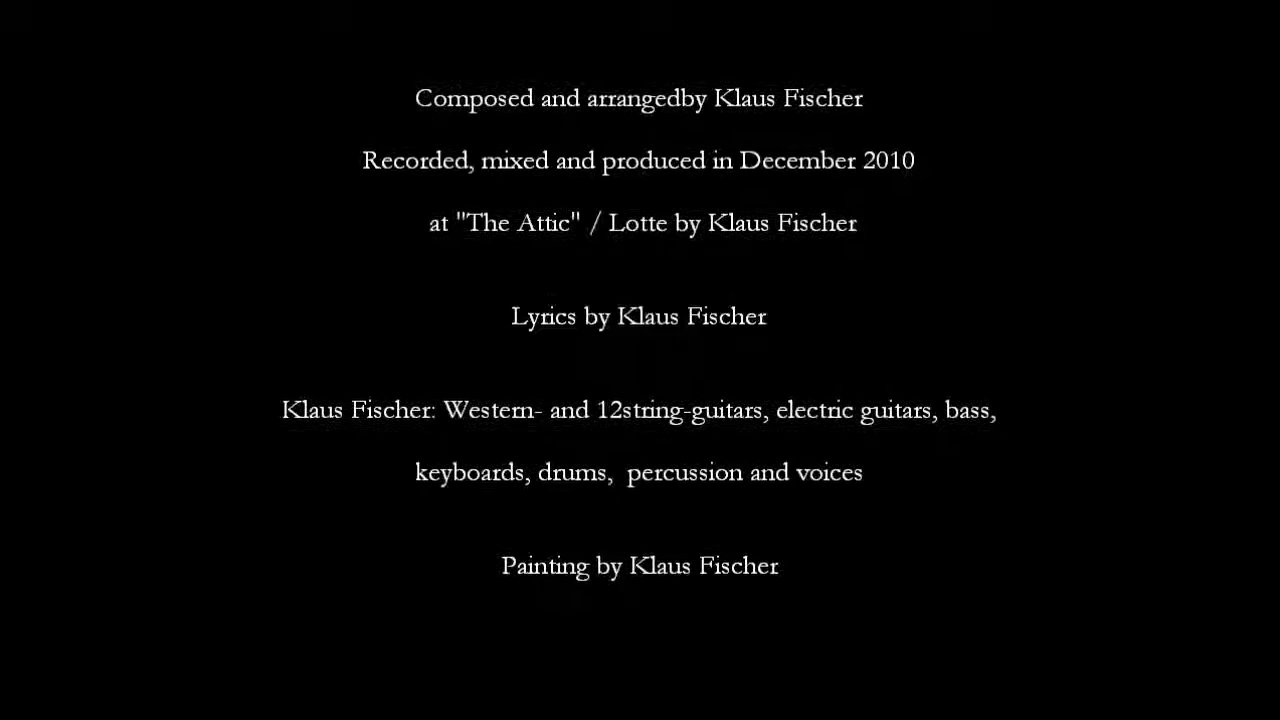 Composed and arrangedby Klaus Fischer
Recorded, mixed and produced in December 2010
at "The Attic" / Lotte by Klaus Fischer
Lyrics by Klaus Fischer
Klaus Fischer: Western- and 12string-guitars, electric guitars, bass,
keyboards, drums,  percussion and voices
Painting by Klaus Fischer